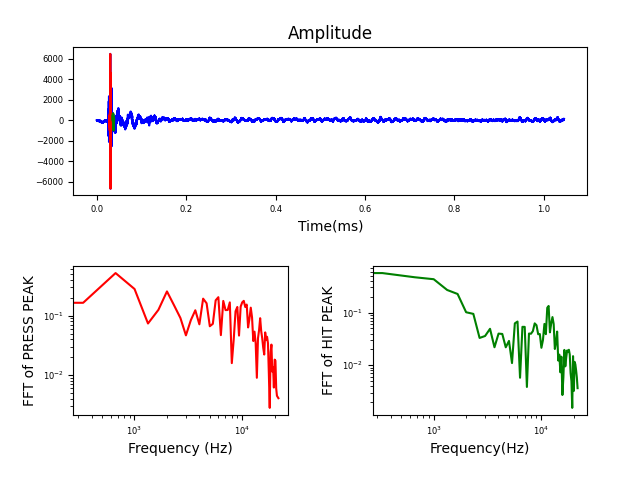 Amplitude
6000
4000
2000
0
−2000
−4000
−6000
0.0 0.2 0.4 0.6 0.8 1.0
Time(ms)
FFT of PRESS PEAK
10⁻¹
10⁻²
10³ 10⁴
Frequency (Hz)
FFT of HIT PEAK
10⁻¹
10⁻²
10³ 10⁴
Frequency(Hz)